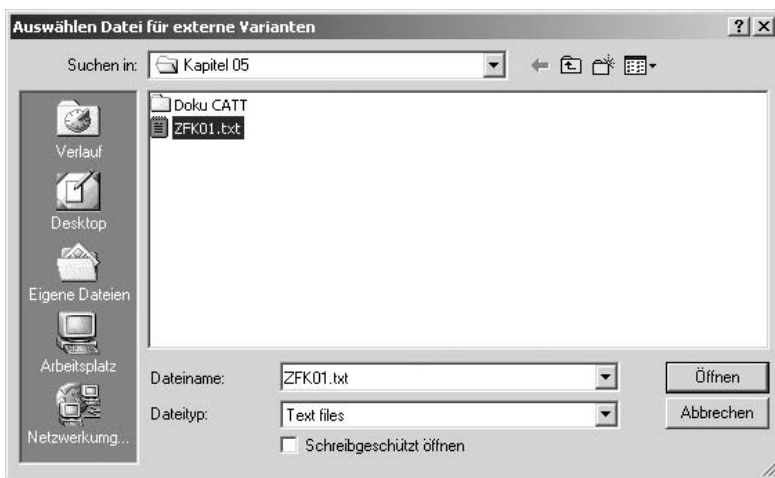 Auswählen Datei für externe Varianten
Suchen in: Kapitel 05
Doku CATT
ZFK01.txt
Verlauf
Desktop
Eigene Dateien
Arbeitsplatz
Netzwerkumg...
Dateiname: ZFK01.txt Öffnen
Dateityp: Text files Abbrechen
Schreibgeschützt öffnen